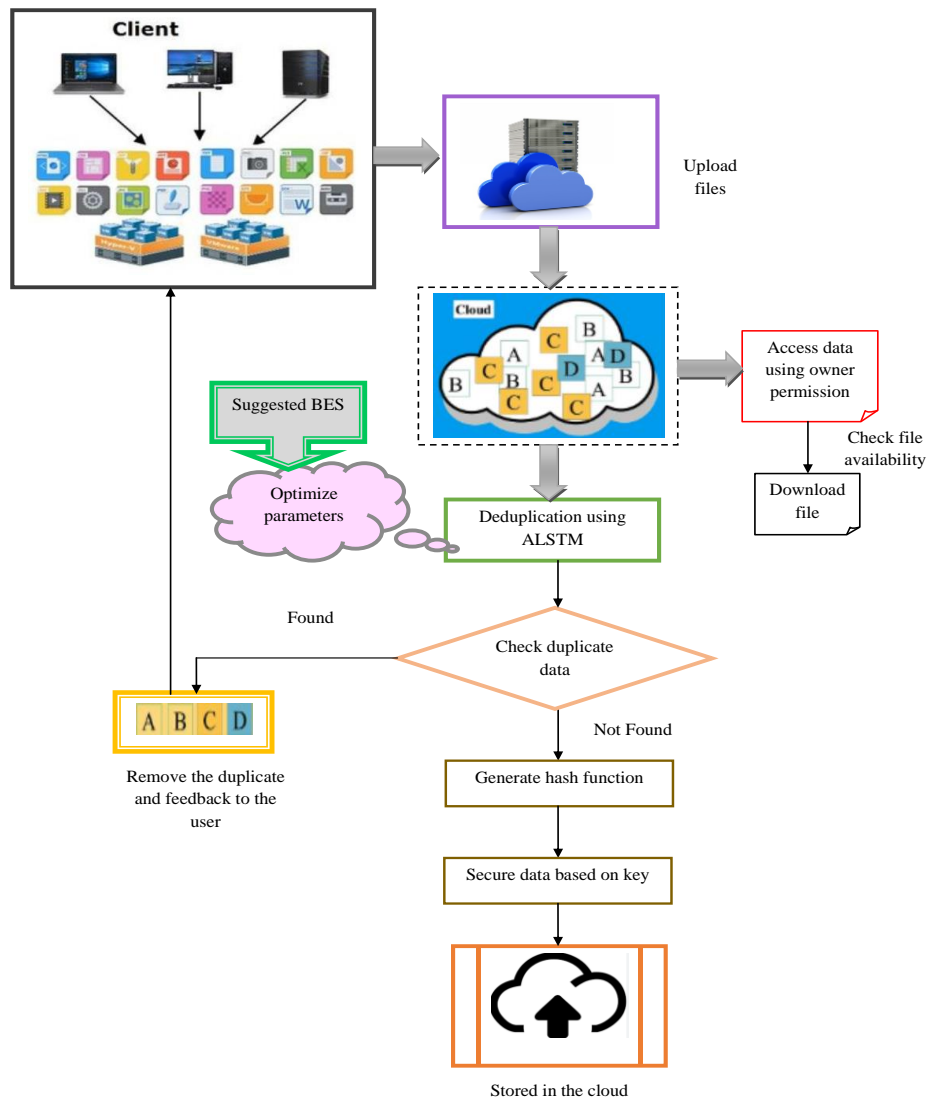 Client
Hyper-V
VMware
W
Upload
files
Cloud
B
C
A
A
D
C
D
B
B
C
B
A
C
C
Access data
using owner
permission
Check file
availability
Download
file
Suggested BES
Optimize
parameters
Deduplication using
ALSTM
Found
Check duplicate
data
A B C D
Not Found
Remove the duplicate
and feedback to the
user
Generate hash function
Secure data based on key
Stored in the cloud